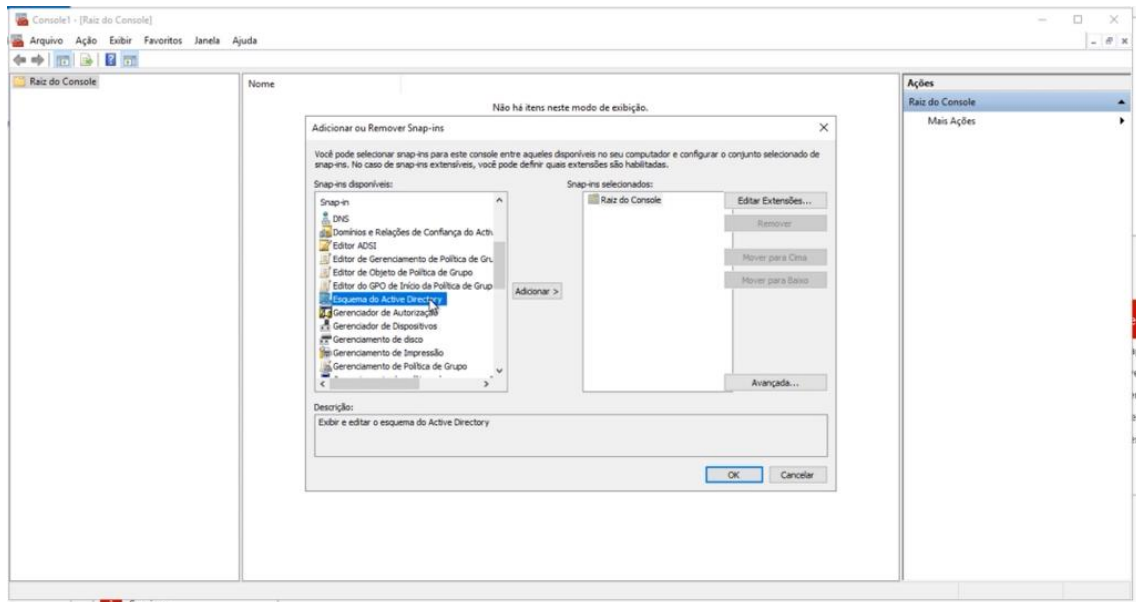 Console1 - [Raiz do Console]
Arquivo Ação Exibir Favoritos Janela Ajuda
Raiz do Console
Nome
Não há itens neste modo de exibição.
Ações
Raiz do Console
Mais Ações
Adicionar ou Remover Snap-ins
Você pode selecionar snap-ins para este console entre aqueles disponíveis no seu computador e configurar o conjunto selecionado de
snap-ins. No caso de snap-ins extensíveis, você pode definir quais extensões são habilitadas.
Snap-ins disponíveis:
Snap-in
DNS
Domínios e Relações de Confiança do Activ
Editor ADSI
Editor de Gerenciamento de Política de Gru
Editor de Objeto de Política de Grupo
Editor do GPO de Início da Política de Grup
Esquema do Active Directory
Gerenciador de Autorização
Gerenciador de Dispositivos
Gerenciamento de disco
Gerenciamento de Impressão
Gerenciamento de Política de Grupo
Adicionar >
Snap-ins selecionados:
Raiz do Console
Editar Extensões...
Remover
Mover para Cima
Mover para Baixo
Avançada...
Descrição:
Exibir e editar o esquema do Active Directory
OK Cancelar